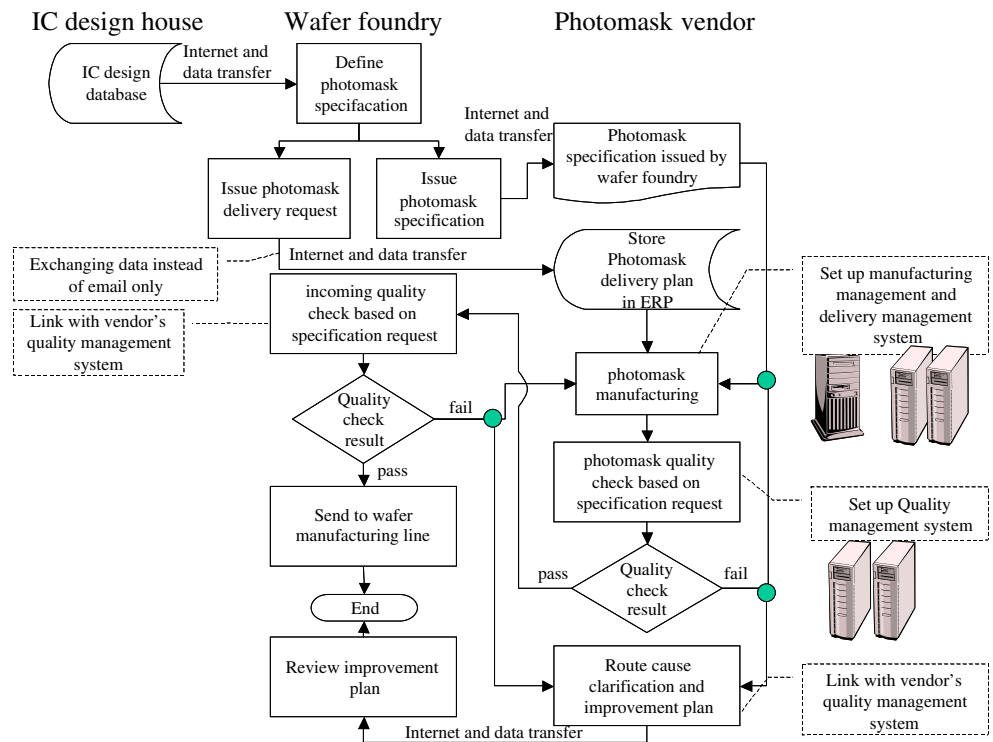 IC design house
Wafer foundry
Photomask vendor
IC design
database
Internet and
data transfer
Define
photomask
specifacation
Internet and
data transfer
Issue photomask
delivery request
Issue
photomask
specification
Photomask
specification issued by
wafer foundry
Exchanging data instead
of email only
Internet and data transfer
Store
Photomask
delivery plan
in ERP
Set up manufacturing
management and
delivery management
system
incoming quality
check based on
specification request
Link with vendor's
quality management
system
photomask
manufacturing
Quality
check
result
fail
pass
photomask quality
check based on
specification request
Set up Quality
management system
Send to wafer
manufacturing line
pass
Quality
check
result
fail
End
Review improvement
plan
Route cause
clarification and
improvement plan
Link with vendor's
quality management
system
Internet and data transfer